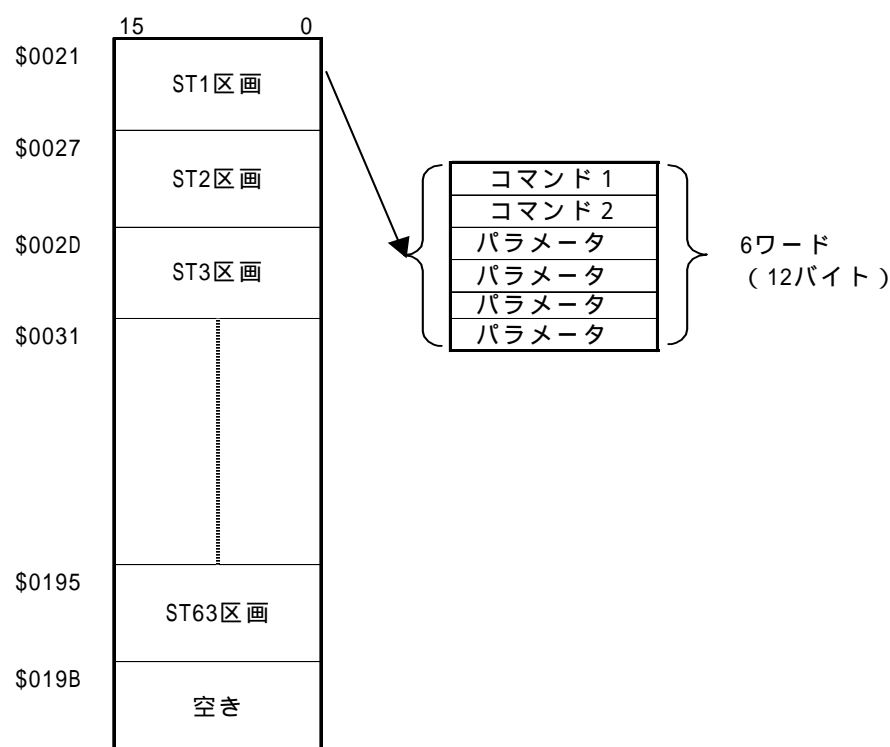 15 0
$0021
ST1区画
$0027
ST2区画
$002D
ST3区画
$0031
$0195
ST63区画
$019B
空き
コマンド1
コマンド2
パラメータ
パラメータ
パラメータ
パラメータ
6ワード
(12バイト)